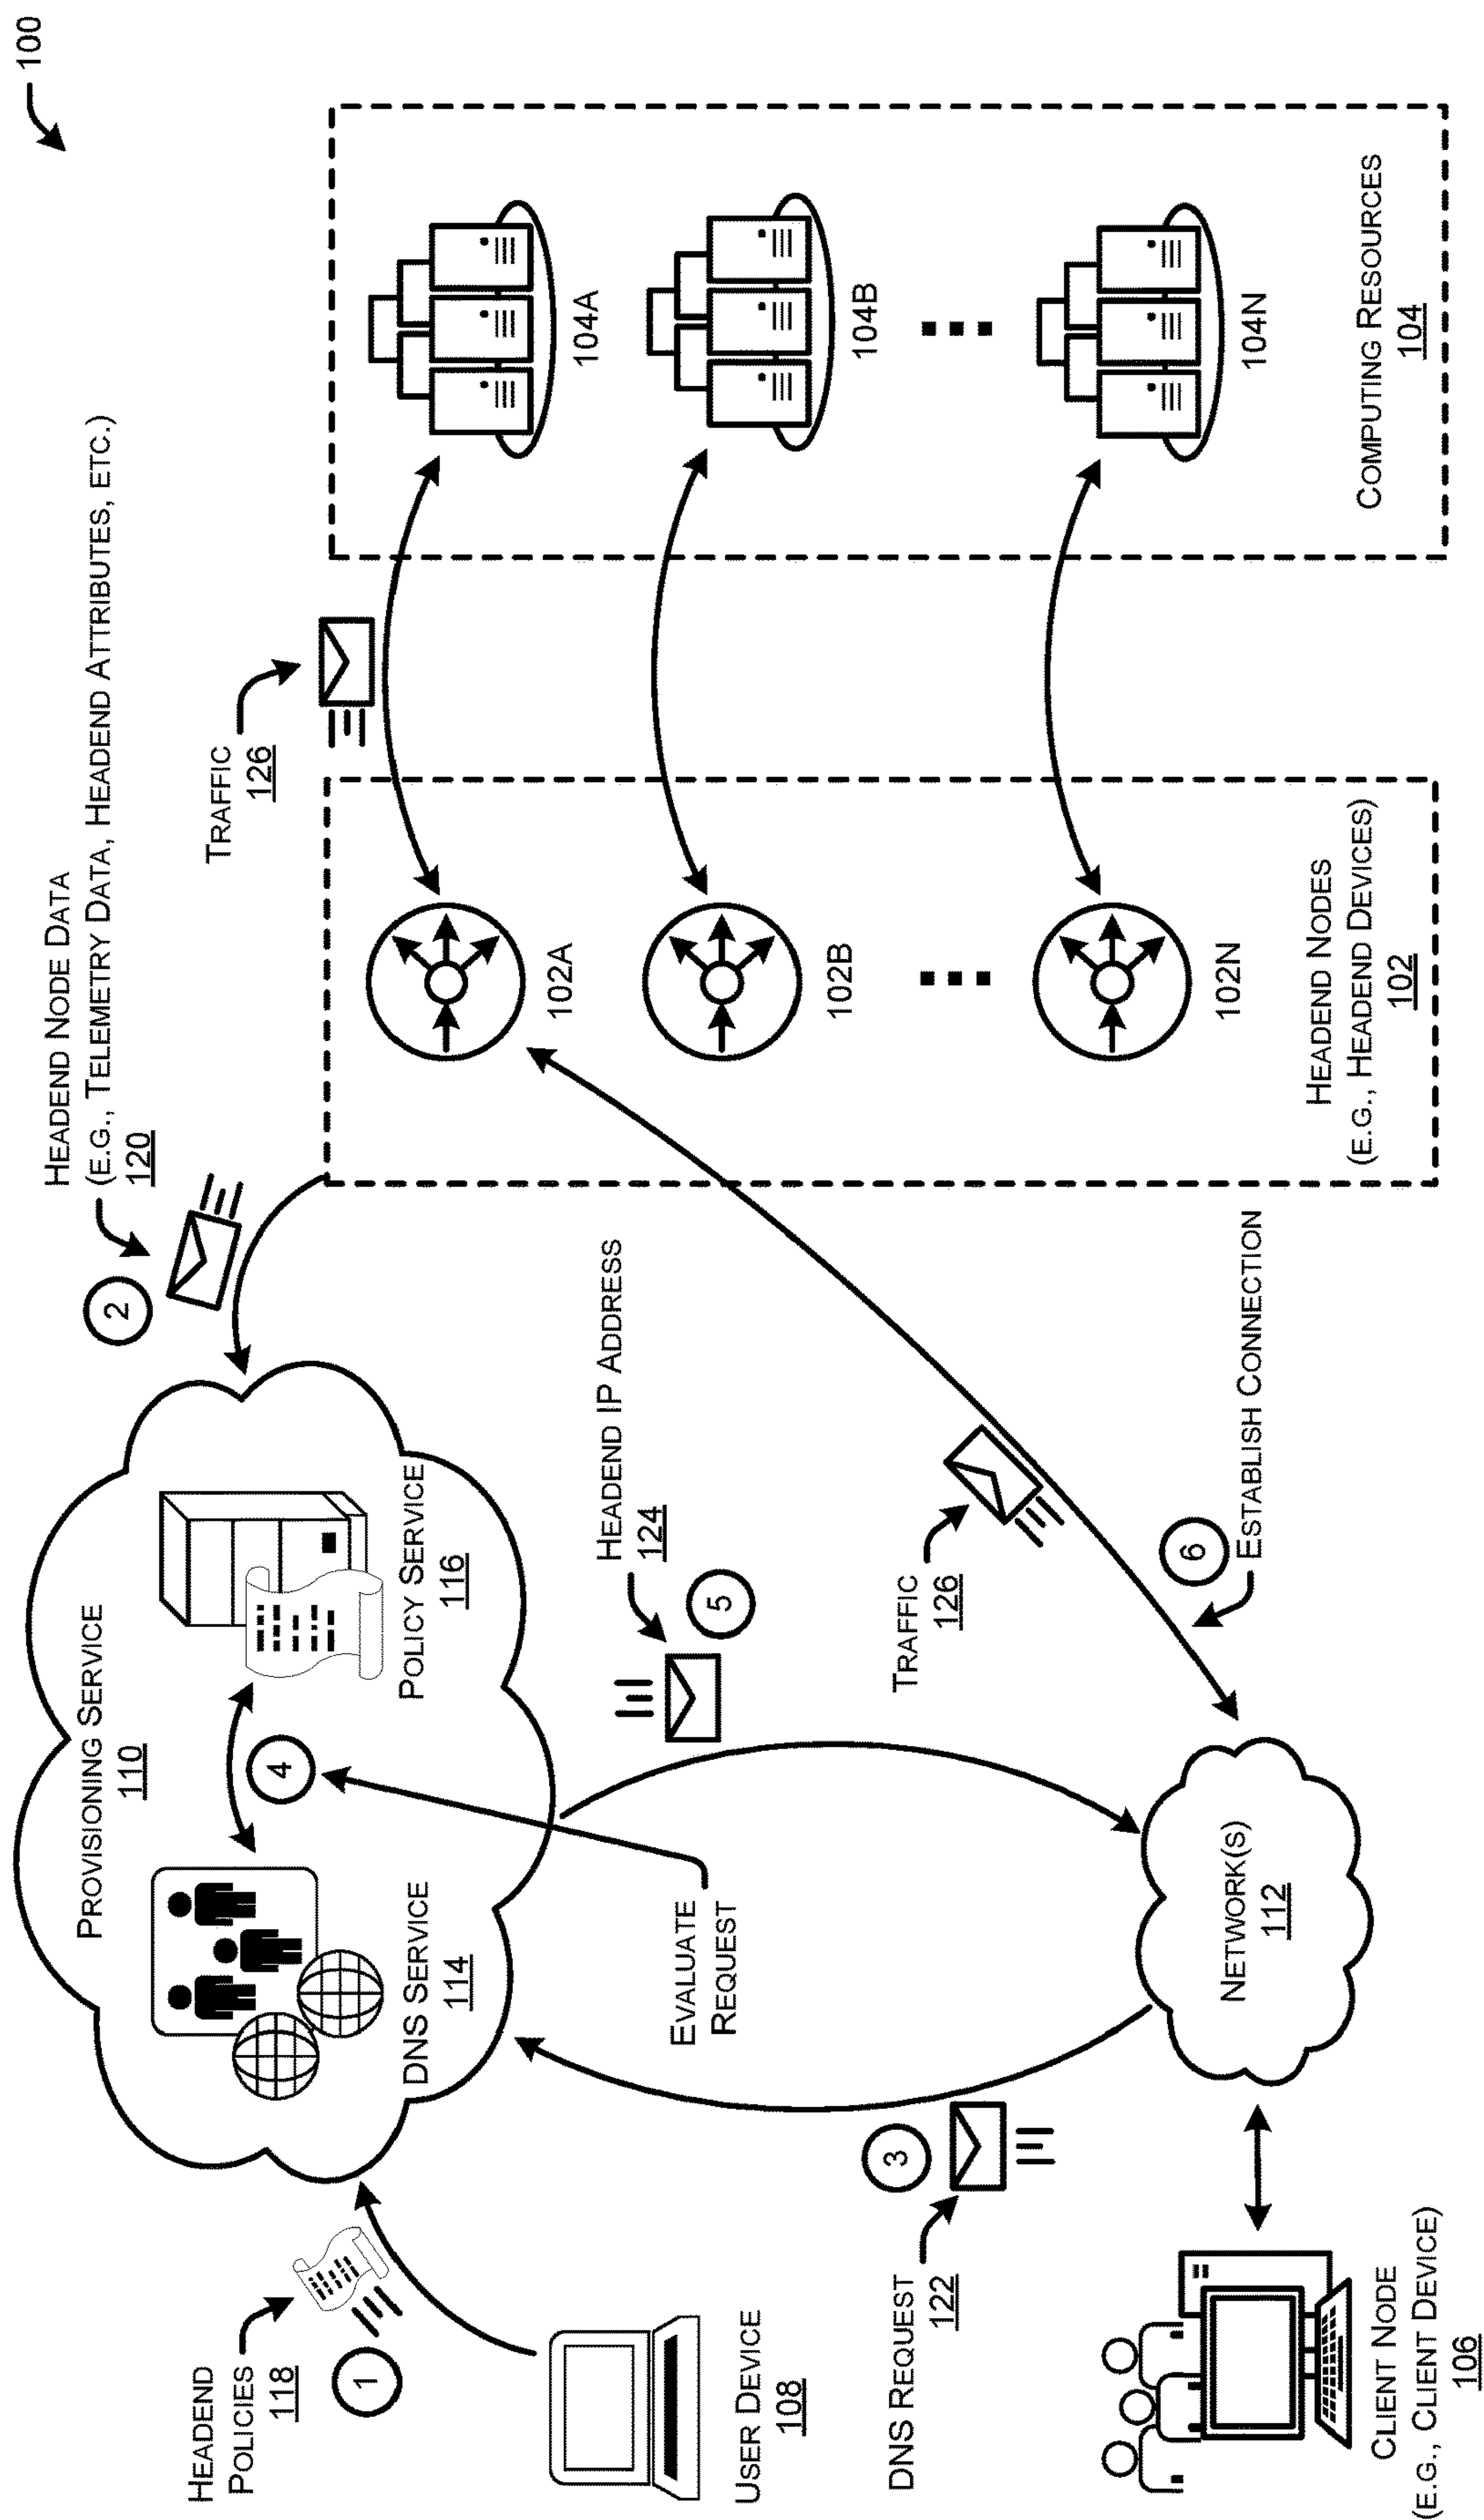 100
HEADEND NODE DATA
(E.G., TELEMETRY DATA, HEADEND ATTRIBUTES, ETC.)
120
2
TRAFFIC
126
PROVISIONING SERVICE
110
HEADEND
POLICIES
118
1
4
DNS SERVICE
114
POLICY SERVICE
116
104A
102A
HEADEND IP ADDRESS
124
5
USER DEVICE
108
EVALUATE
REQUEST
104B
102B
DNS REQUEST
122
3
TRAFFIC
126
6
ESTABLISH CONNECTION
104N
102N
NETWORK(S)
112
CLIENT NODE
(E.G., CLIENT DEVICE)
106
HEADEND NODES
(E.G., HEADEND DEVICES)
102
COMPUTING RESOURCES
104